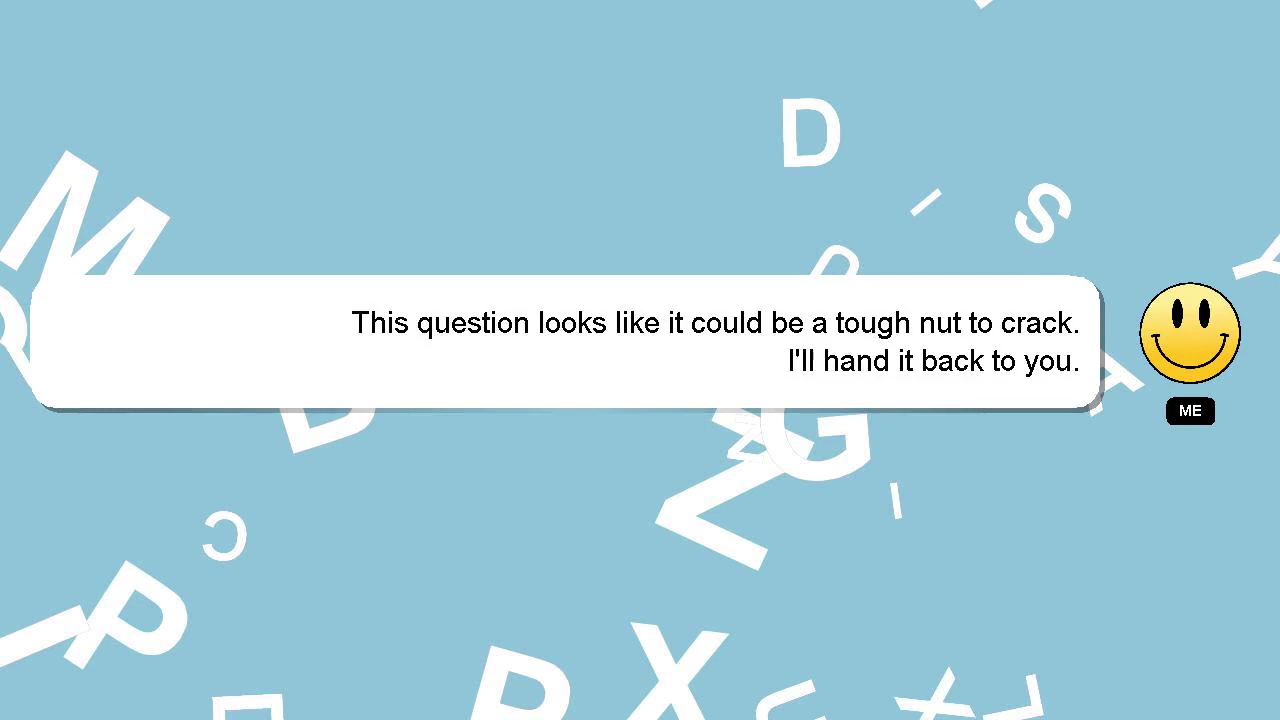 This question looks like it could be a tough nut to crack.
I'll hand it back to you.
ME